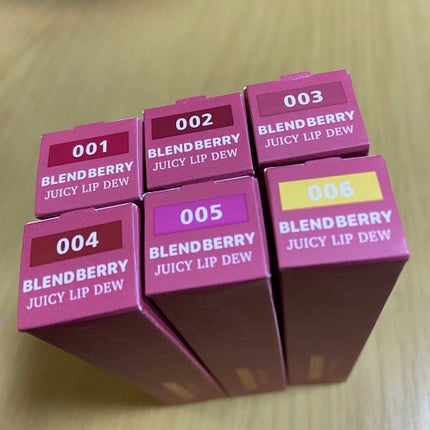 001
BLENDBERRY
JUICY LIP DEW
002
BLENDBERRY
JUICY LIP DEW
003
BLENDBERRY
JUICY LIP DEW
004
BLENDBERRY
JUICY LIP DEW
005
BLENDBERRY
JUICY LIP DEW
006
BLENDBERRY
JUICY LIP DEW